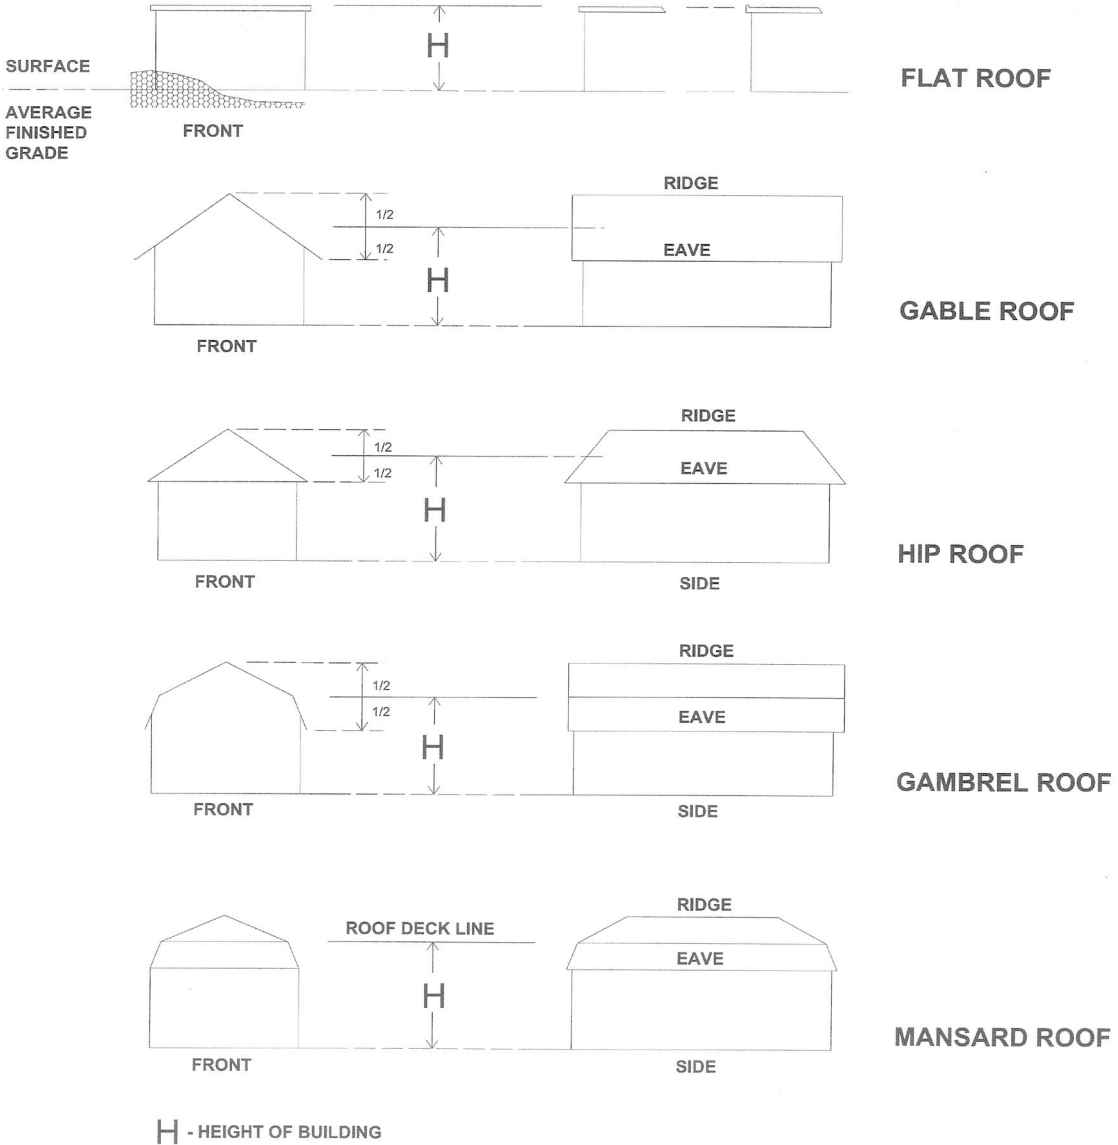 H
SURFACE
FLAT ROOF
AVERAGE
FINISHED
GRADE
FRONT
RIDGE
1/2
1/2
EAVE
H
GABLE ROOF
FRONT
RIDGE
1/2
1/2
EAVE
H
HIP ROOF
FRONT
SIDE
RIDGE
1/2
1/2
EAVE
H
GAMBREL ROOF
FRONT
SIDE
RIDGE
ROOF DECK LINE
EAVE
H
MANSARD ROOF
FRONT
SIDE
H - HEIGHT OF BUILDING